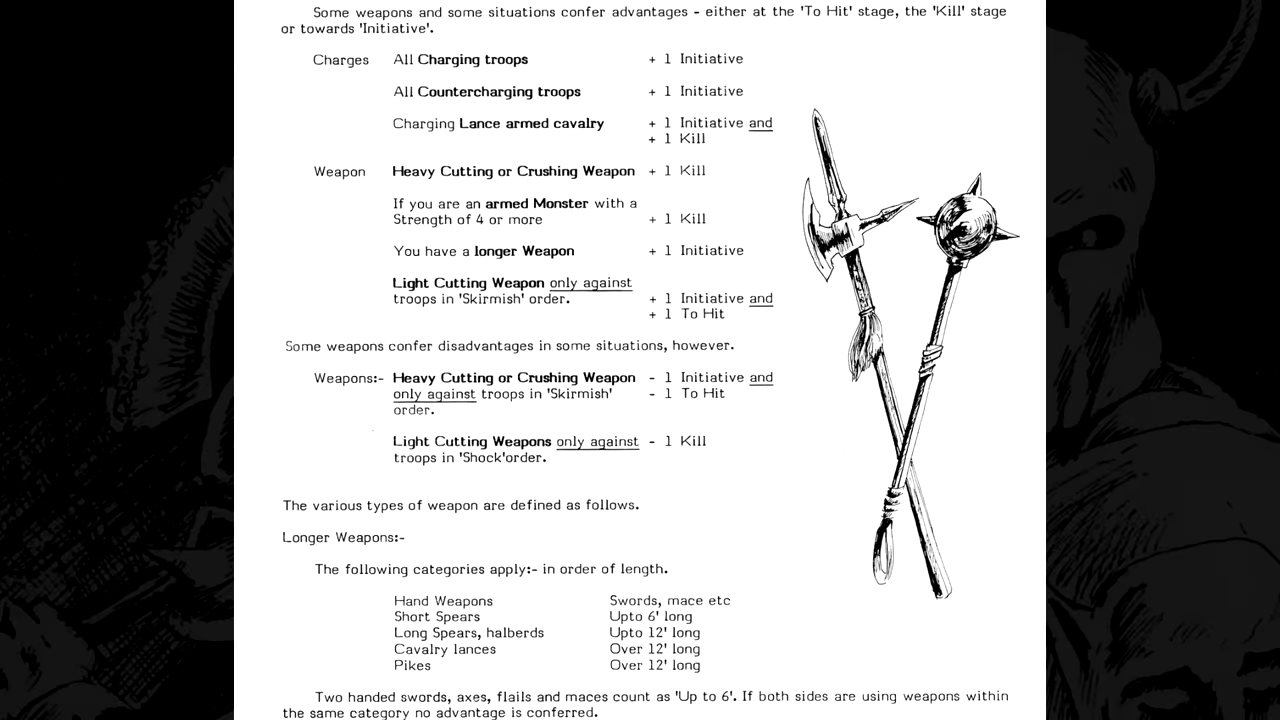 Some weapons and some situations confer advantages - either at the 'To Hit' stage, the 'Kill' stage
or towards 'Initiative'.
Charges All Charging troops + 1 Initiative
All Countercharging troops + 1 Initiative
Charging Lance armed cavalry + 1 Initiative and
+ 1 Kill
Weapon Heavy Cutting or Crushing Weapon + 1 Kill
If you are an armed Monster with a
Strength of 4 or more + 1 Kill
You have a longer Weapon + 1 Initiative
Light Cutting Weapon only against
troops in 'Skirmish' order. + 1 Initiative and
+ 1 To Hit
Some weapons confer disadvantages in some situations, however.
Weapons:- Heavy Cutting or Crushing Weapon - 1 Initiative and
only against troops in 'Skirmish' - 1 To Hit
order.
Light Cutting Weapons only against - 1 Kill
troops in 'Shock'order.
The various types of weapon are defined as follows.
Longer Weapons:-
The following categories apply:- in order of length.
Hand Weapons Swords, mace etc
Short Spears Upto 6' long
Long Spears, halberds Upto 12' long
Cavalry lances Over 12' long
Pikes Over 12' long
Two handed swords, axes, flails and maces count as 'Up to 6'. If both sides are using weapons within
the same category no advantage is conferred.